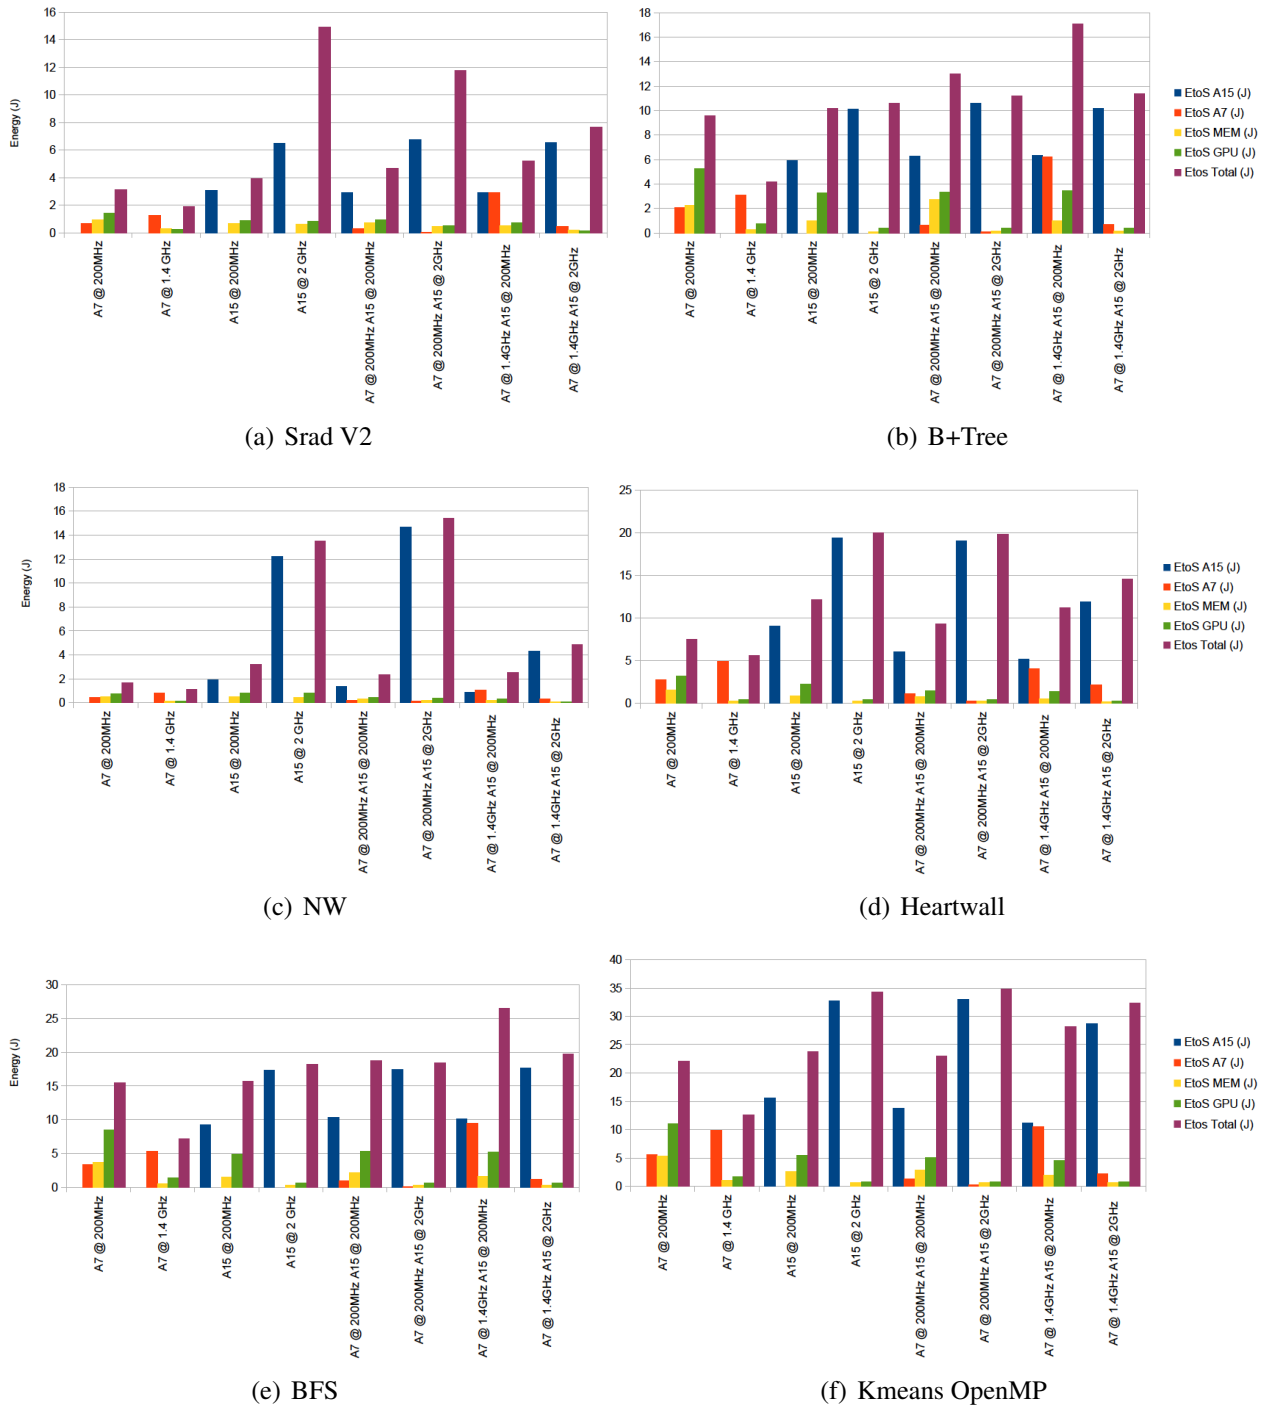 16
14
12
10
8
6
4
2
0
Energy (J)
A7 @ 200MHz
A7 @ 1.4 GHz
A15 @ 200MHz
A15 @ 2 GHz
A7 @ 200MHz A15 @ 200MHz
A7 @ 200MHz A15 @ 2GHz
A7 @ 1.4GHz A15 @ 200MHz
A7 @ 1.4GHz A15 @ 2GHz
(a) Srad V2
18
16
14
12
10
8
6
4
2
0
A7 @ 200MHz
A7 @ 1.4 GHz
A15 @ 200MHz
A15 @ 2 GHz
A7 @ 200MHz A15 @ 200MHz
A7 @ 200MHz A15 @ 2GHz
A7 @ 1.4GHz A15 @ 200MHz
A7 @ 1.4GHz A15 @ 2GHz
EtoS A15 (J)
EtoS A7 (J)
EtoS MEM (J)
EtoS GPU (J)
Etos Total (J)
(b) B+Tree
18
16
14
12
10
8
6
4
2
0
Energy (J)
A7 @ 200MHz
A7 @ 1.4 GHz
A15 @ 200MHz
A15 @ 2 GHz
A7 @ 200MHz A15 @ 200MHz
A7 @ 200MHz A15 @ 2GHz
A7 @ 1.4GHz A15 @ 200MHz
A7 @ 1.4GHz A15 @ 2GHz
(c) NW
25
20
15
10
5
0
A7 @ 200MHz
A7 @ 1.4 GHz
A15 @ 200MHz
A15 @ 2 GHz
A7 @ 200MHz A15 @ 200MHz
A7 @ 200MHz A15 @ 2GHz
A7 @ 1.4GHz A15 @ 200MHz
A7 @ 1.4GHz A15 @ 2GHz
EtoS A15 (J)
EtoS A7 (J)
EtoS MEM (J)
EtoS GPU (J)
Etos Total (J)
(d) Heartwall
30
25
20
15
10
5
0
Energy (J)
A7 @ 200MHz
A7 @ 1.4 GHz
A15 @ 200MHz
A15 @ 2 GHz
A7 @ 200MHz A15 @ 200MHz
A7 @ 200MHz A15 @ 2GHz
A7 @ 1.4GHz A15 @ 200MHz
A7 @ 1.4GHz A15 @ 2GHz
(e) BFS
40
35
30
25
20
15
10
5
0
A7 @ 200MHz
A7 @ 1.4 GHz
A15 @ 200MHz
A15 @ 2 GHz
A7 @ 200MHz A15 @ 200MHz
A7 @ 200MHz A15 @ 2GHz
A7 @ 1.4GHz A15 @ 200MHz
A7 @ 1.4GHz A15 @ 2GHz
EtoS A15 (J)
EtoS A7 (J)
EtoS MEM (J)
EtoS GPU (J)
Etos Total (J)
(f) Kmeans OpenMP